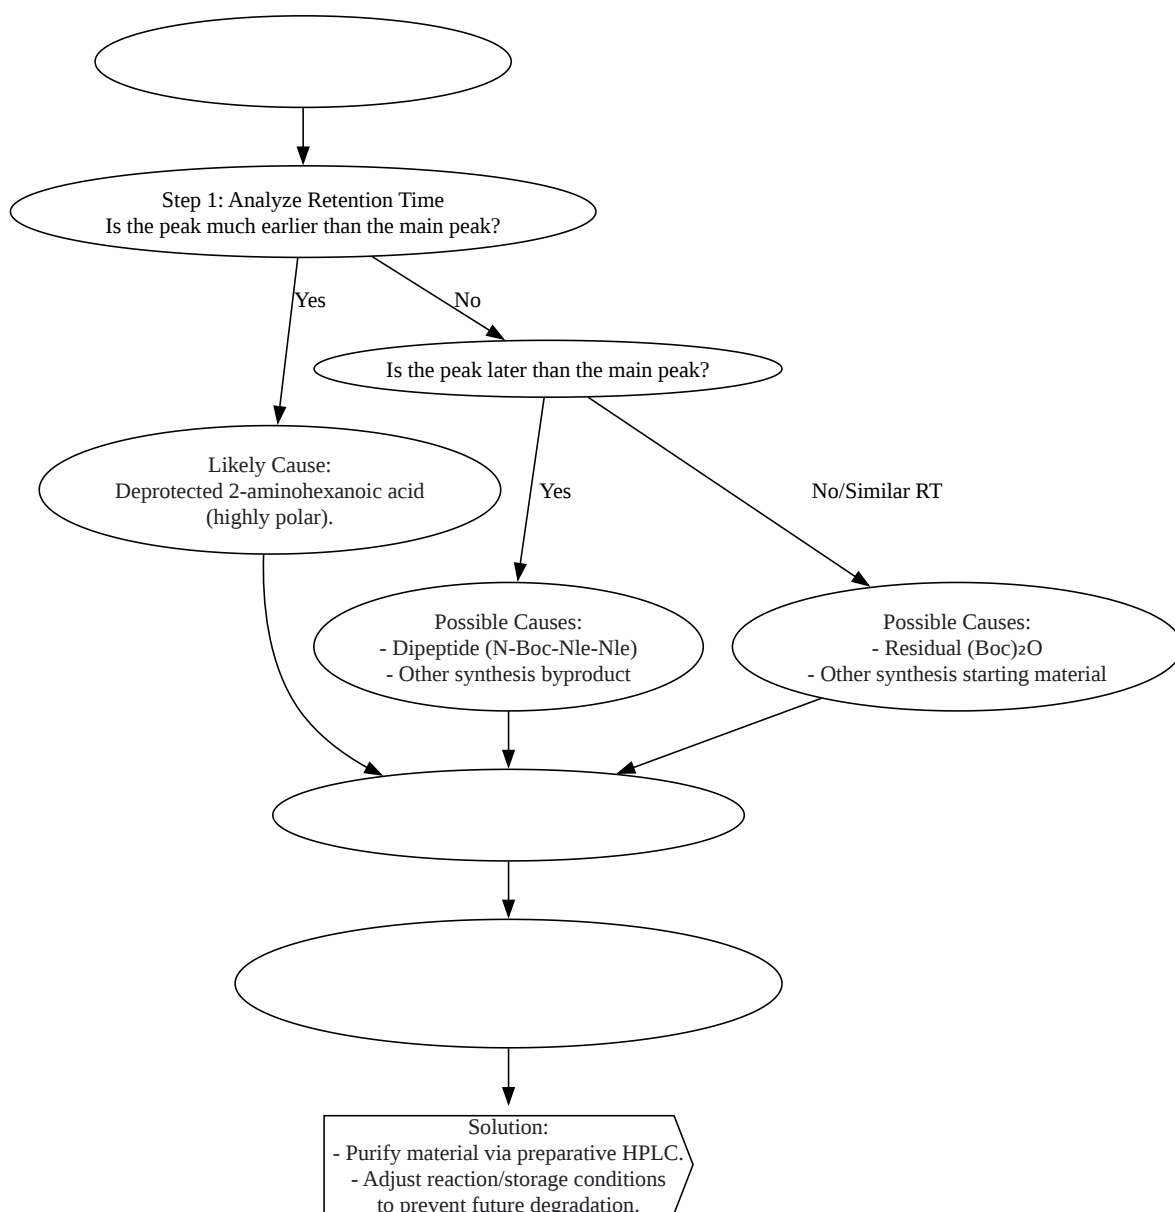 Step 1: Analyze Retention Time
Is the peak much earlier than the main peak?
Yes
No
Is the peak later than the main peak?
Likely Cause:
Deprotected 2-aminohexanoic acid
(highly polar).
Yes
No/Similar RT
Possible Causes:
- Dipeptide (N-Boc-Nle-Nle)
- Other synthesis byproduct
Possible Causes:
- Residual (Boc)₂O
- Other synthesis starting material
Solution:
- Purify material via preparative HPLC.
- Adjust reaction/storage conditions
to prevent future degradation.